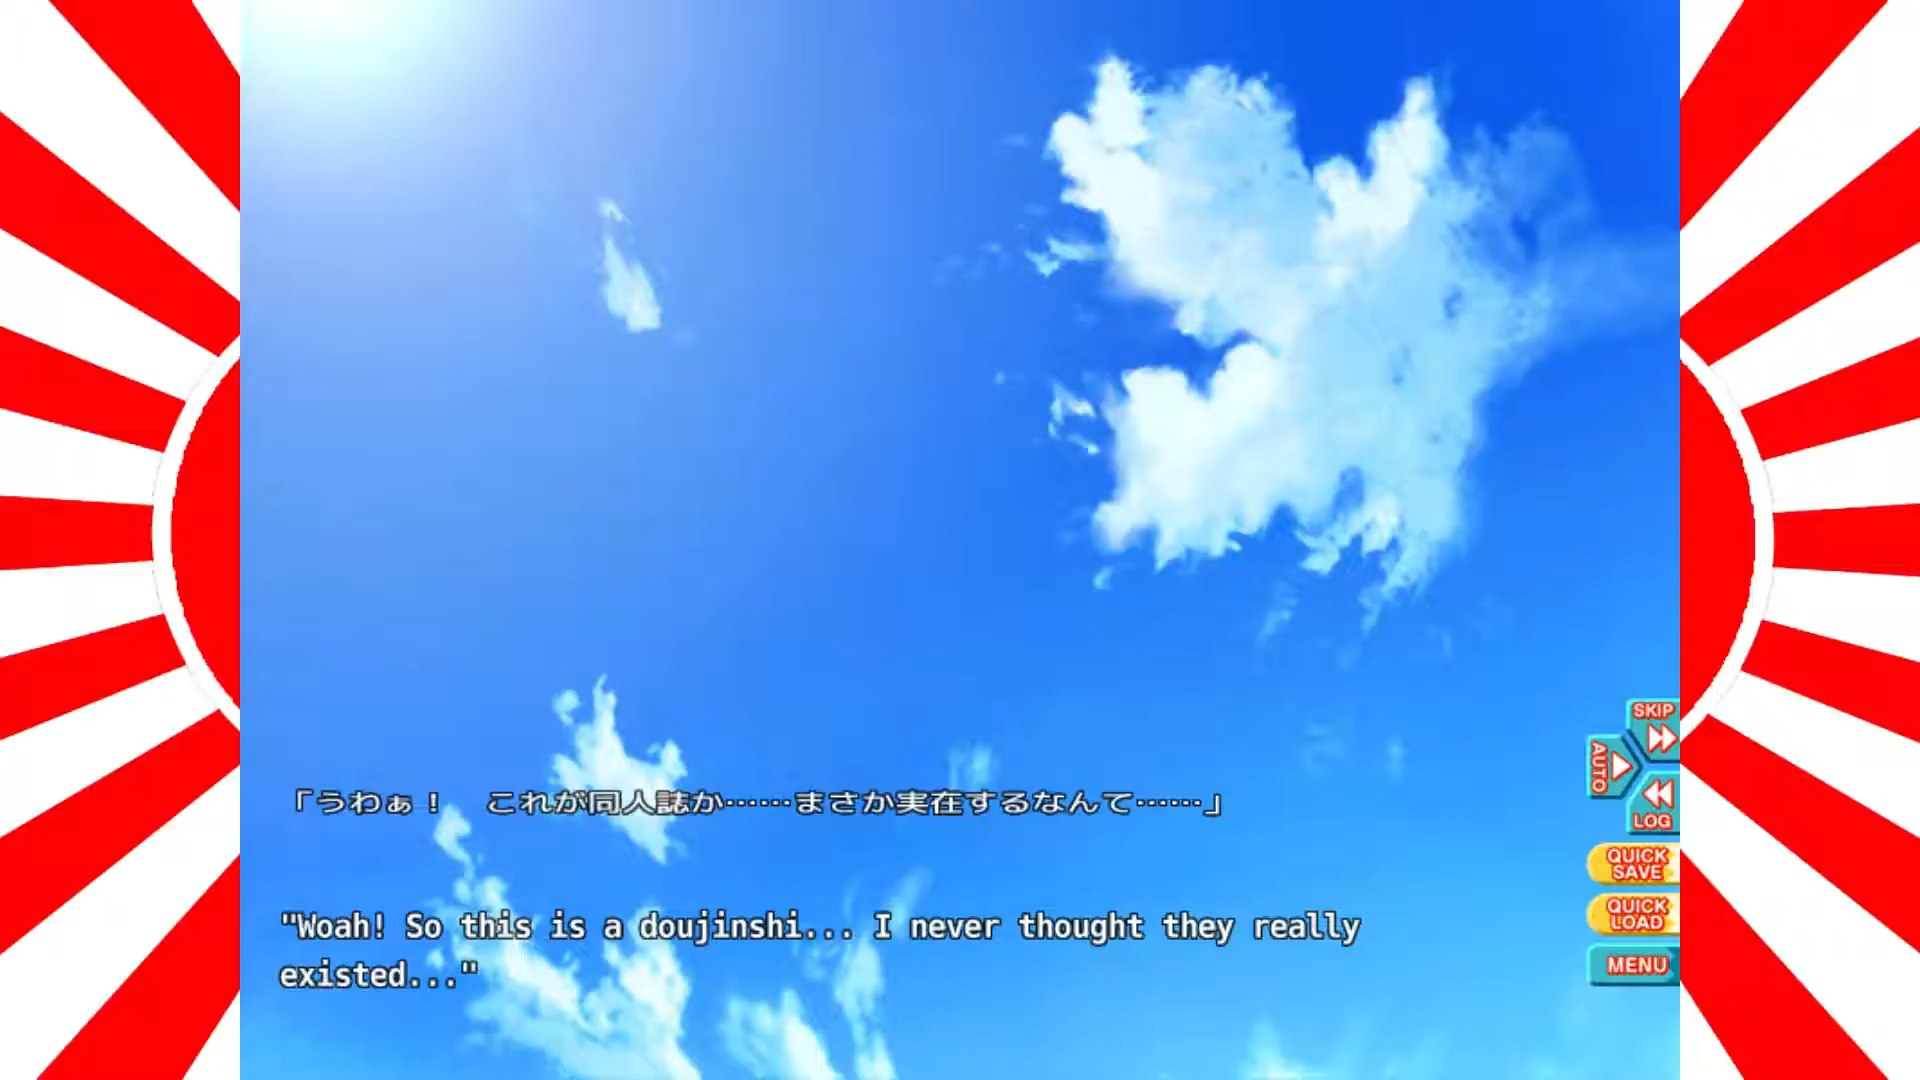 SKIP
AUTO
LOG
「うわぁ！　これが同人誌か……まさか実在するなんて……」
QUICK
SAVE
QUICK
LOAD
"Woah! So this is a doujinshi... I never thought they really
existed..."
MENU